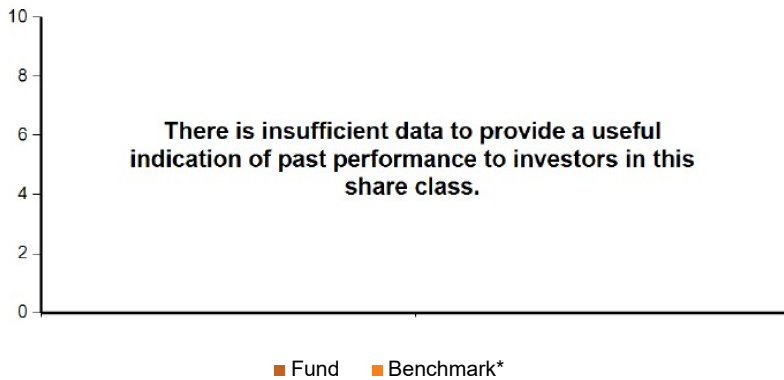 10
8
There is insufficient data to provide a useful
6
indication of past performance to investors in this
share class.
4
2
0
Fund Benchmark*